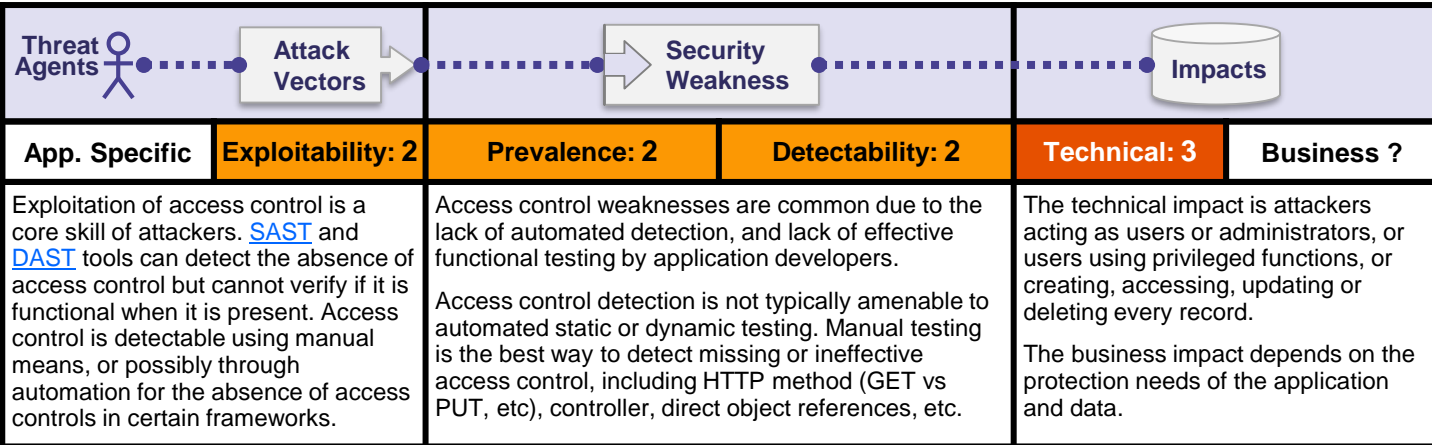 Threat
Agents
Attack
Vectors
Security
Weakness
Impacts
App. Specific
Exploitability: 2
Prevalence: 2
Detectability: 2
Technical: 3
Business ?
Exploitation of access control is a
core skill of attackers. SAST and
DAST tools can detect the absence of
access control but cannot verify if it is
functional when it is present. Access
control is detectable using manual
means, or possibly through
automation for the absence of access
controls in certain frameworks.
Access control weaknesses are common due to the
lack of automated detection, and lack of effective
functional testing by application developers.
Access control detection is not typically amenable to
automated static or dynamic testing. Manual testing
is the best way to detect missing or ineffective
access control, including HTTP method (GET vs
PUT, etc), controller, direct object references, etc.
The technical impact is attackers
acting as users or administrators, or
users using privileged functions, or
creating, accessing, updating or
deleting every record.
The business impact depends on the
protection needs of the application
and data.